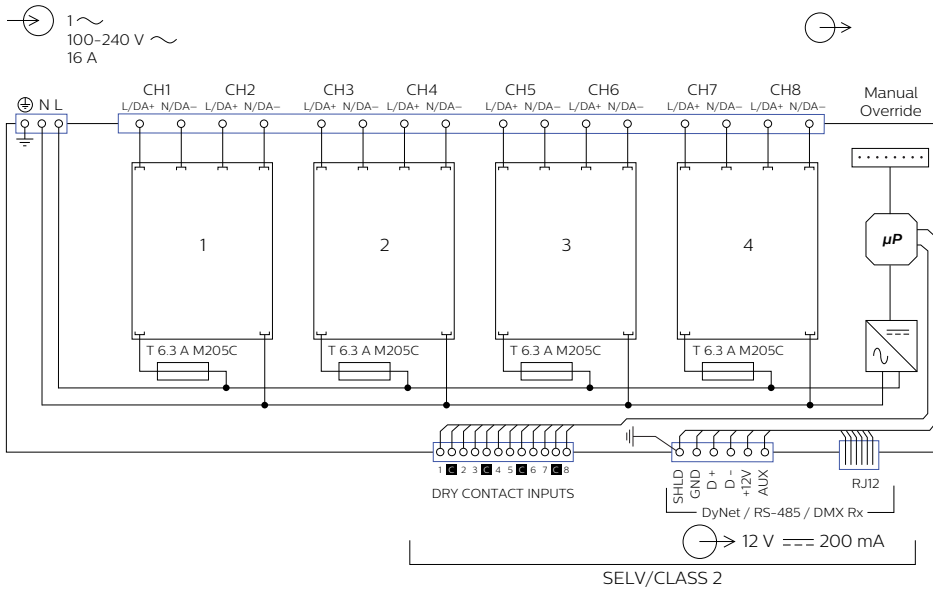 1 ~
100-240 V ~
16 A
N L
CH1 CH2 CH3 CH4 CH5 CH6 CH7 CH8
L/DA+ N/DA− L/DA+ N/DA− L/DA+ N/DA− L/DA+ N/DA− L/DA+ N/DA− L/DA+ N/DA− L/DA+ N/DA− L/DA+ N/DA−
Manual
Override
1 2 3 4
µP
T 6.3 A M205C T 6.3 A M205C T 6.3 A M205C T 6.3 A M205C
1 C 2 3 C 4 5 C 6 7 C 8
DRY CONTACT INPUTS
SHLD
GND
D +
D -
+12V
AUX
RJ12
DyNet / RS-485 / DMX Rx
12 V ⎓ 200 mA
SELV/CLASS 2